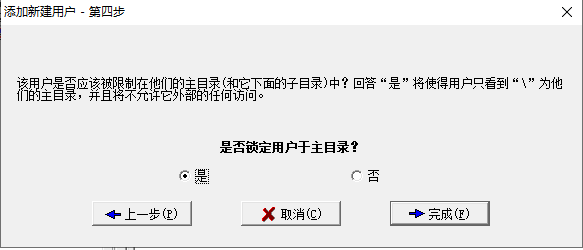 添加新建用户 - 第四步
该用户是否应该被限制在他们的主目录(和它下面的子目录)中？回答“是”将使得用户只看到“\”为他
们的主目录，并且将不允许它外部的任何访问。
是否锁定用户于主目录？
是 否
上一步(P) 取消(C) 完成(F)